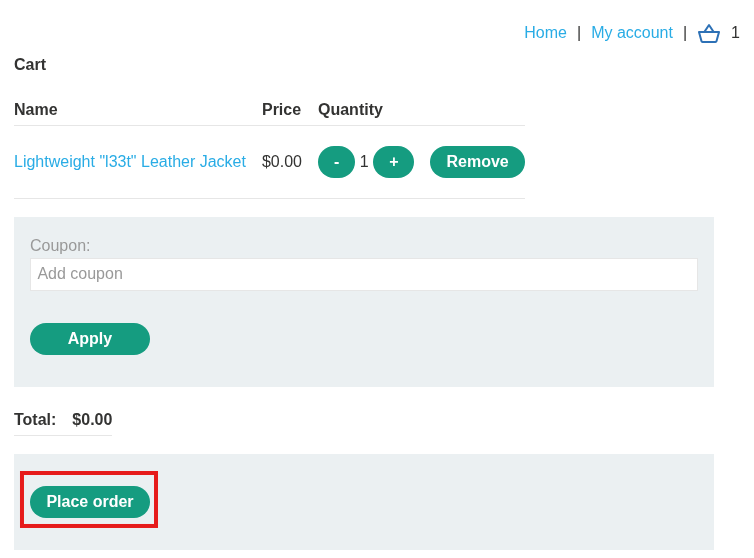 Home | My account | 1
Cart
Name Price Quantity
Lightweight "l33t" Leather Jacket $0.00 - 1 + Remove
Coupon:
Add coupon
Apply
Total: $0.00
Place order